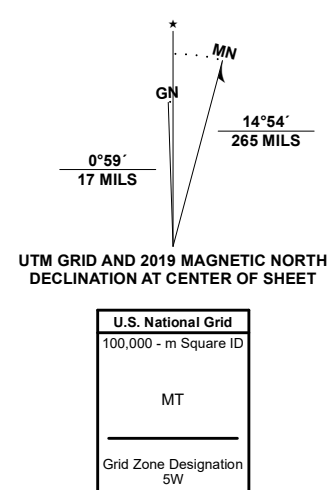 ★
MN
GN
14°54´
265 MILS
0°59´
17 MILS
UTM GRID AND 2019 MAGNETIC NORTH
DECLINATION AT CENTER OF SHEET
U.S. National Grid
100,000 - m Square ID
MT
Grid Zone Designation
5W